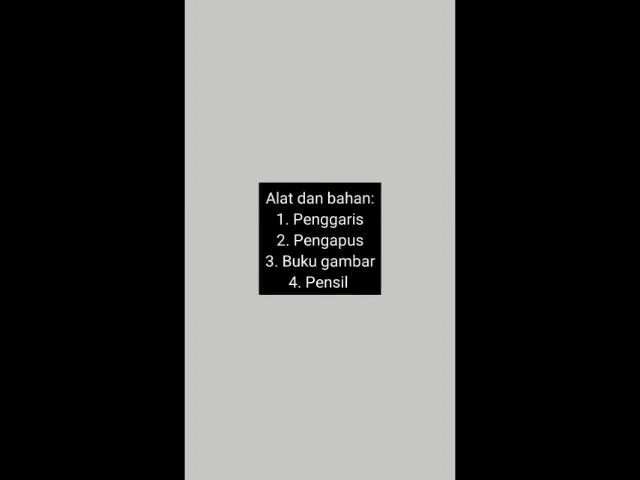 Alat dan bahan:
1. Penggaris
2. Pengapus
3. Buku gambar
4. Pensil